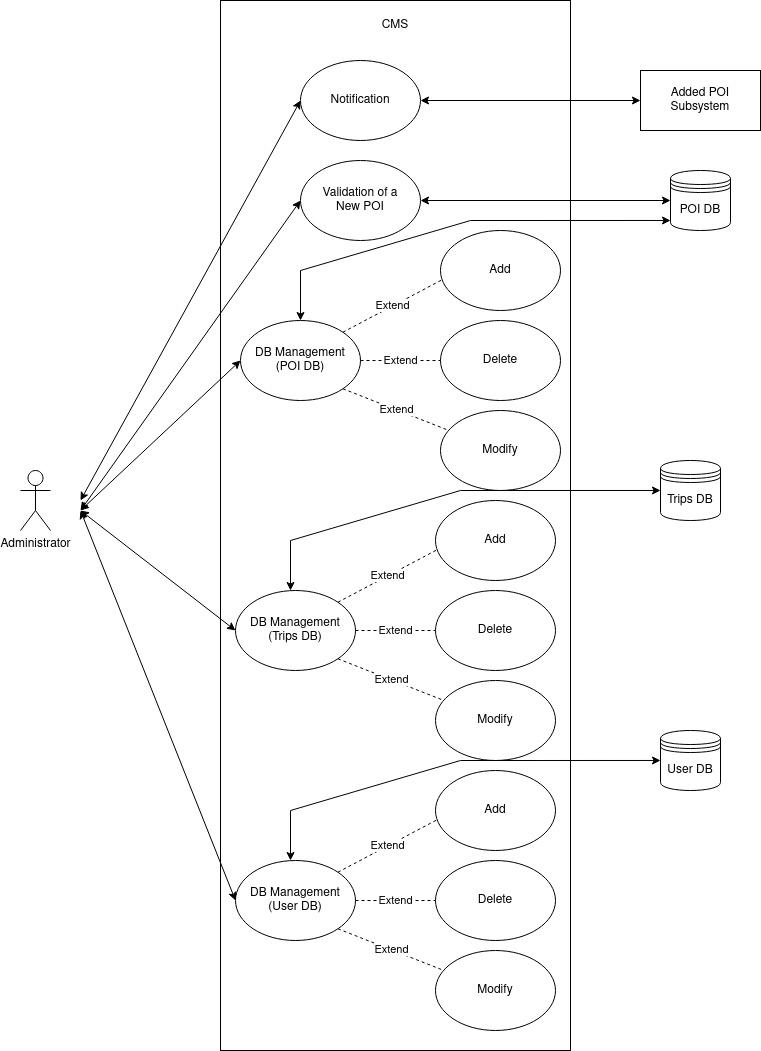 CMS
Notification
Added POI
Subsystem
Validation of a
New POI
POI DB
Add
Extend
DB Management
(POI DB)
Extend
Delete
Extend
Modify
Trips DB
Administrator
Add
Extend
DB Management
(Trips DB)
Extend
Delete
Extend
Modify
User DB
Add
Extend
DB Management
(User DB)
Extend
Delete
Extend
Modify